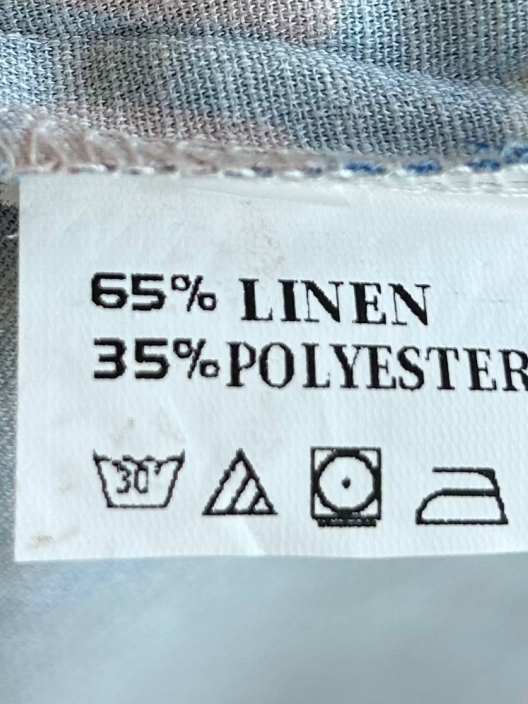 65% LINEN
35% POLYESTER
30°